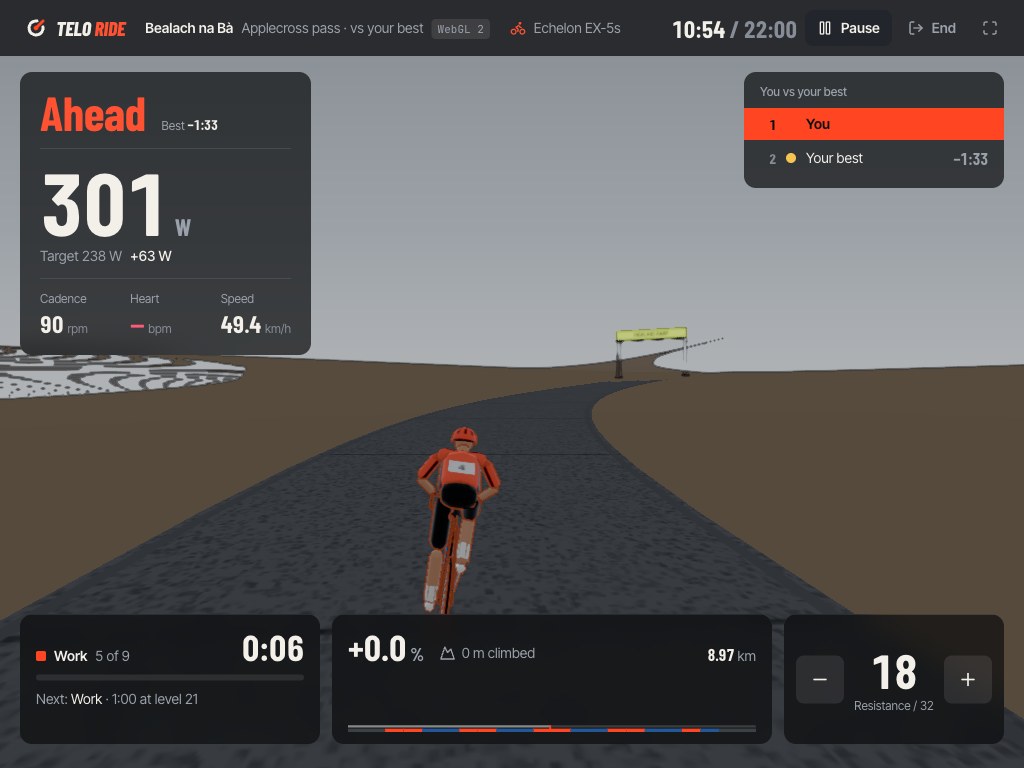 TELO RIDE Bealach na Bà Applecross pass · vs your best WebGL 2 Echelon EX-5s 10:54 / 22:00 Pause End
Ahead Best −1:33
301 W
Target 238 W +63 W
Cadence Heart Speed
90 rpm – bpm 49.4 km/h
You vs your best
1 You
2 Your best −1:33
4
Work 5 of 9 0:06
Next: Work · 1:00 at level 21
+0.0 % 0 m climbed 8.97 km
− 18 +
Resistance / 32